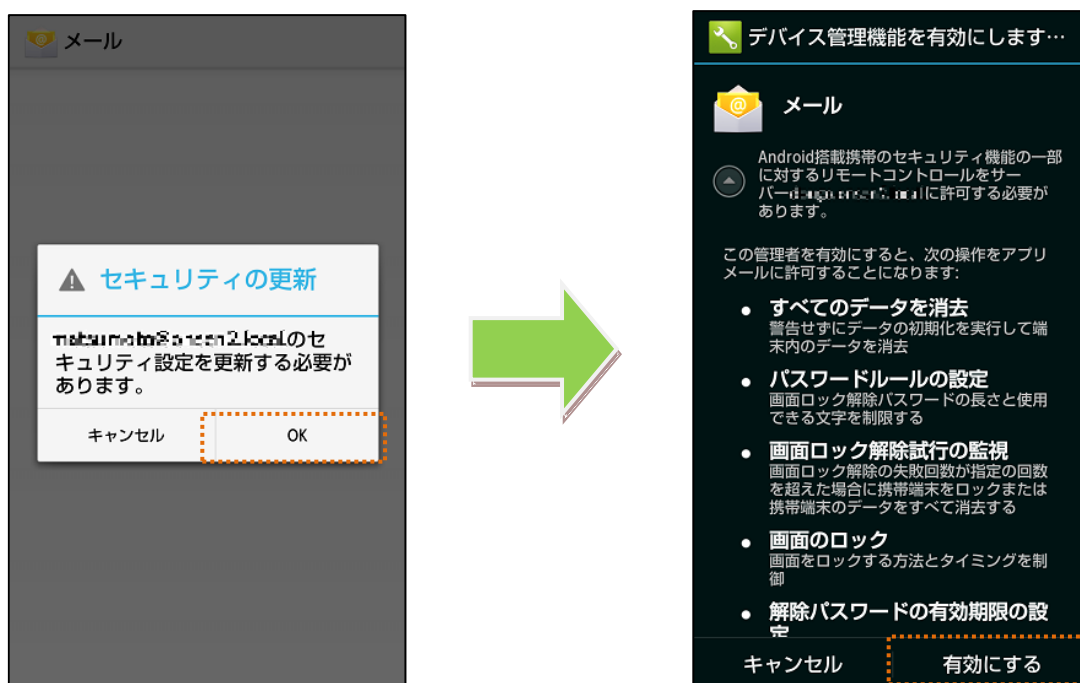 メール
セキュリティの更新
のセ
キュリティ設定を更新する必要が
あります。
キャンセル
OK
デバイス管理機能を有効にします…
メール
Android搭載携帯のセキュリティ機能の一部
に対するリモートコントロールをサー
バー に許可する必要が
あります。
この管理者を有効にすると、次の操作をアプリ
メールに許可することになります:
• すべてのデータを消去
警告せずにデータの初期化を実行して端
末内のデータを消去
• パスワードルールの設定
画面ロック解除パスワードの長さと使用
できる文字を制限する
• 画面ロック解除試行の監視
画面ロック解除の失敗回数が指定の回数
を超えた場合に携帯端末をロックまたは
携帯端末のデータをすべて消去する
• 画面のロック
画面をロックする方法とタイミングを制
御
• 解除パスワードの有効期限の設
定
キャンセル
有効にする